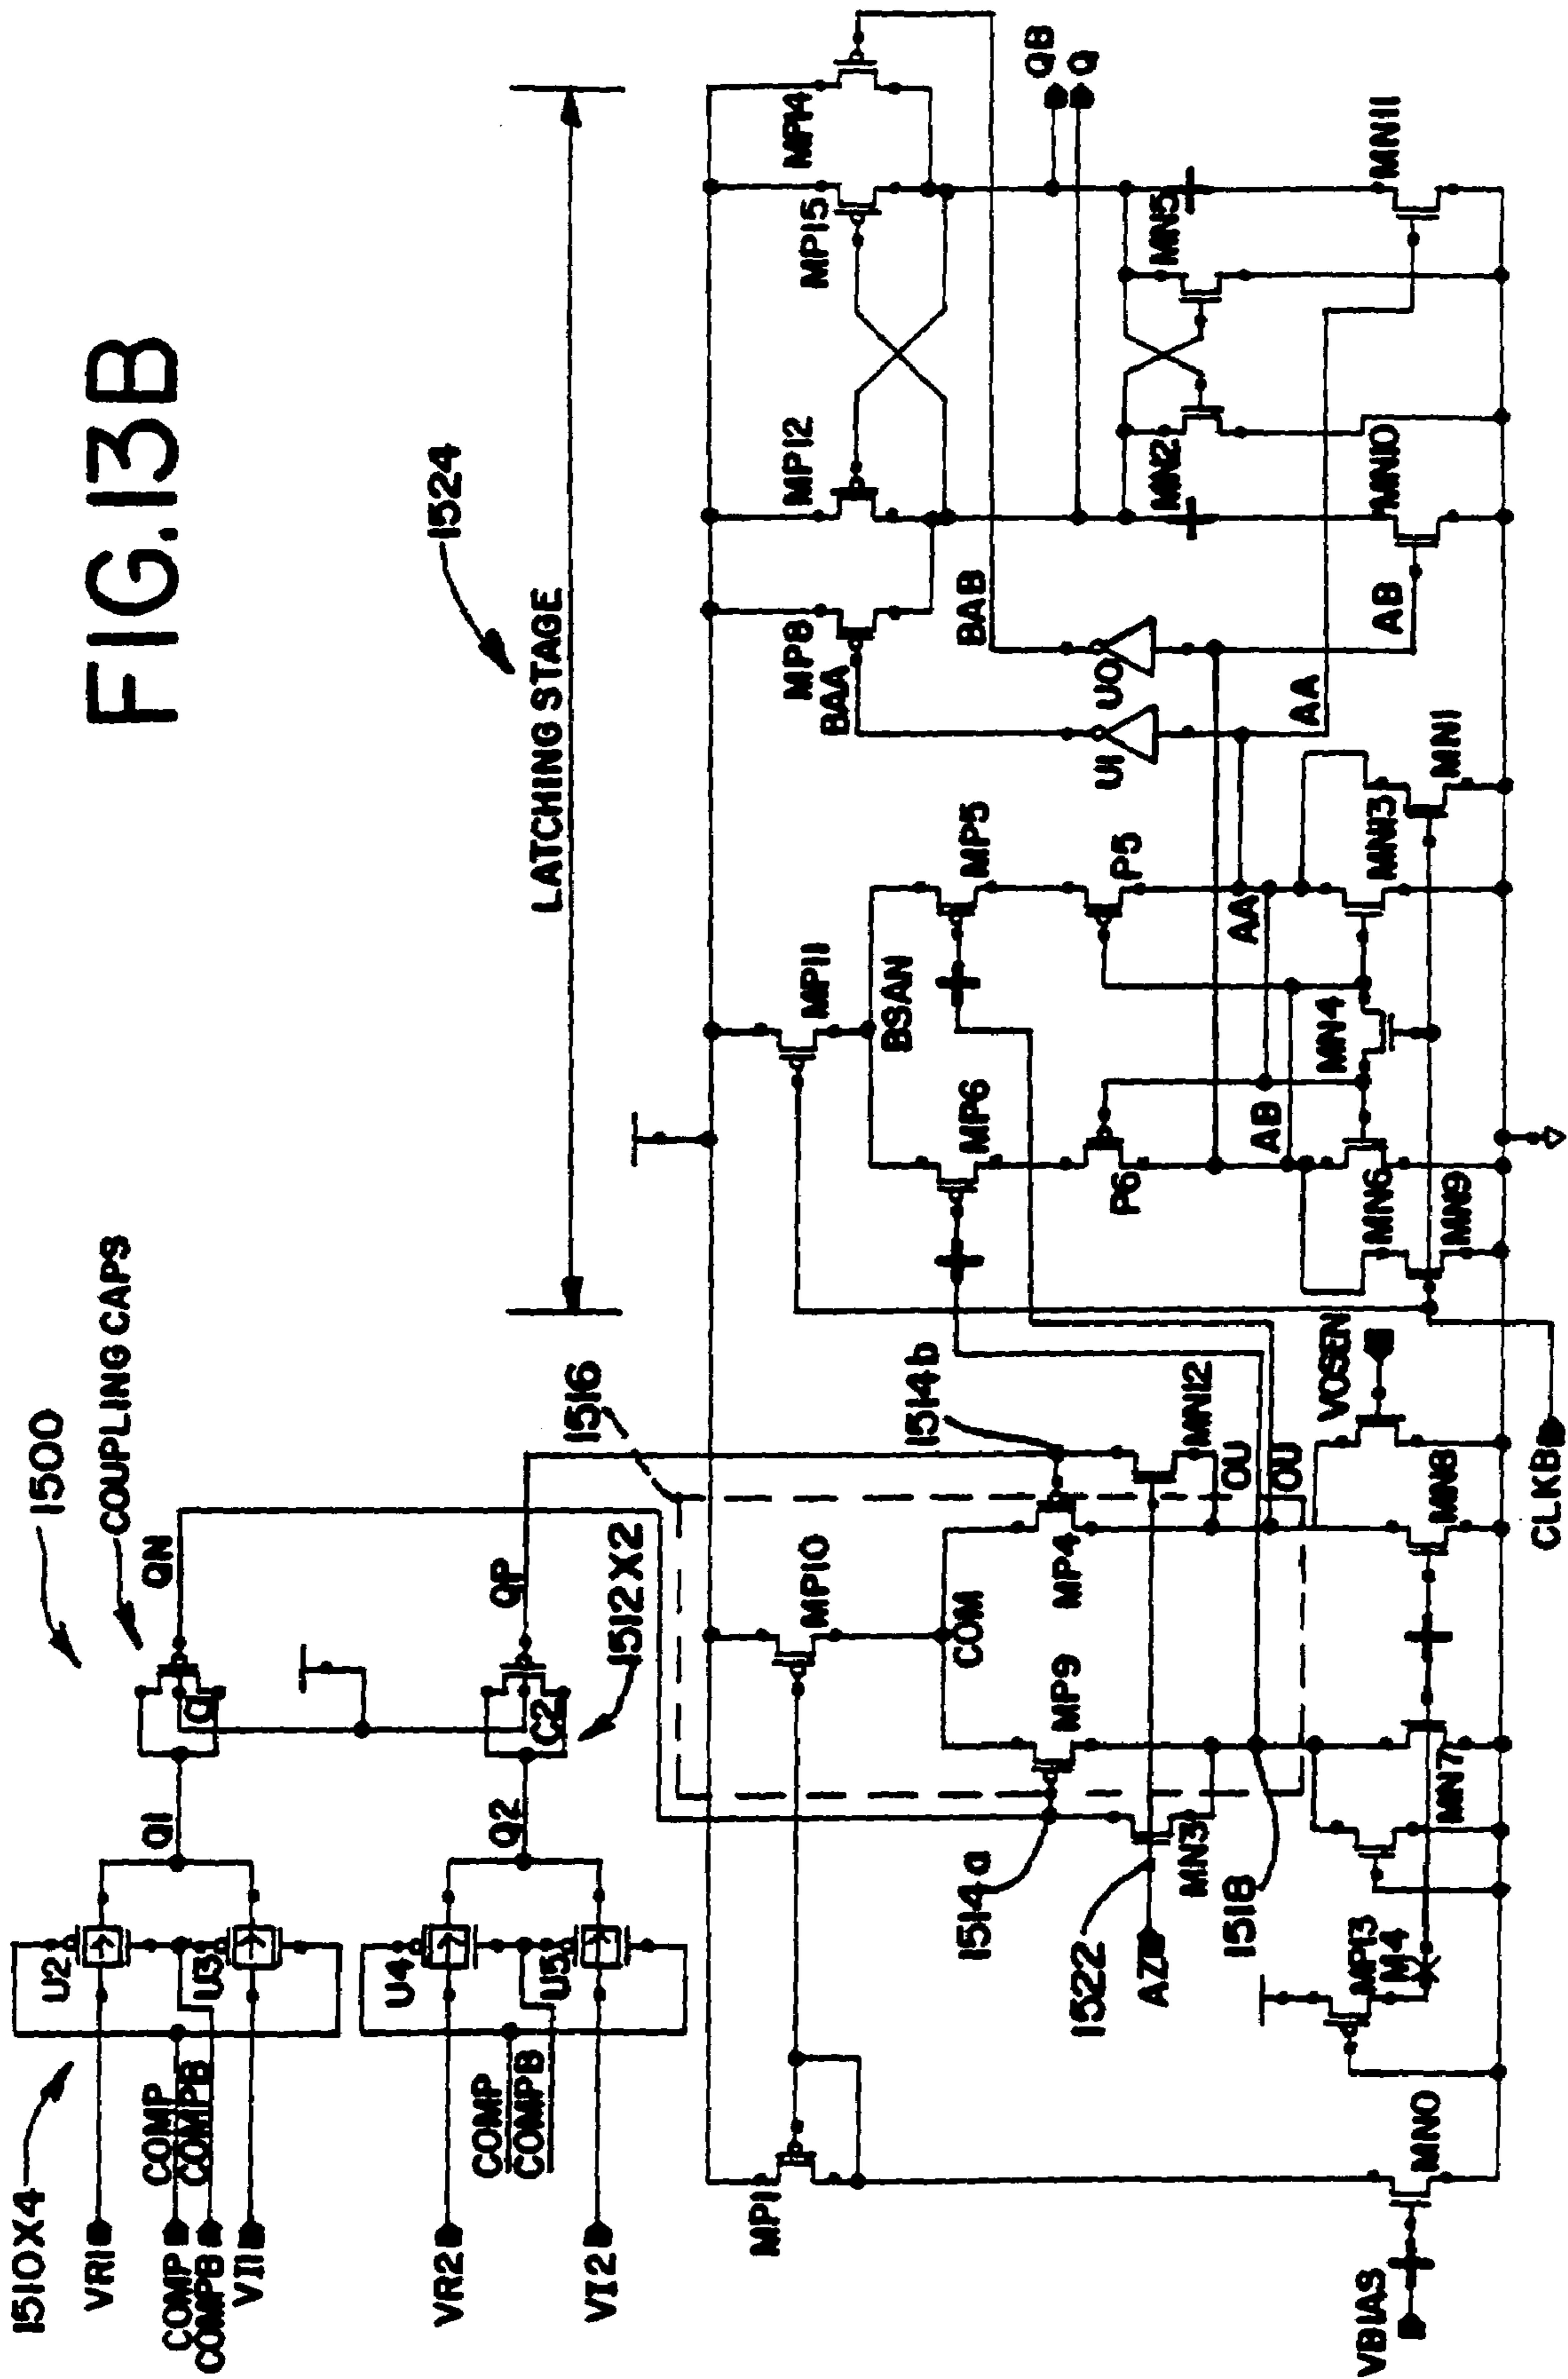 FIG.13B
1500
COUPLING CAPS
1510X4
U2
Q1
C1
QN
VR1
COMP
COMPB
COMP
COMPB
U3
VI1
U4
Q2
C2
QP
1512X2
VR2
COMP
COMPB
U5
VI2
1524
LATCHING STAGE
1516
1514b
MP1
MP10
COM
MP9
MP4
MN12
1514a
1522
AZ
MN3
1518
OU
OU
VOSEN
MP13
M4
MN7
MN8
VBIAS
MN0
CLKB
MP11
BSAN
MP6
MP5
P6
P5
AB
AA
MN4
MN6
MN9
MN13
MN1
MP8
BAA
BAB
MP12
MP15
MP14
U1
U0
AA
AB
QB
Q
MN2
MN5
MN10
MN11